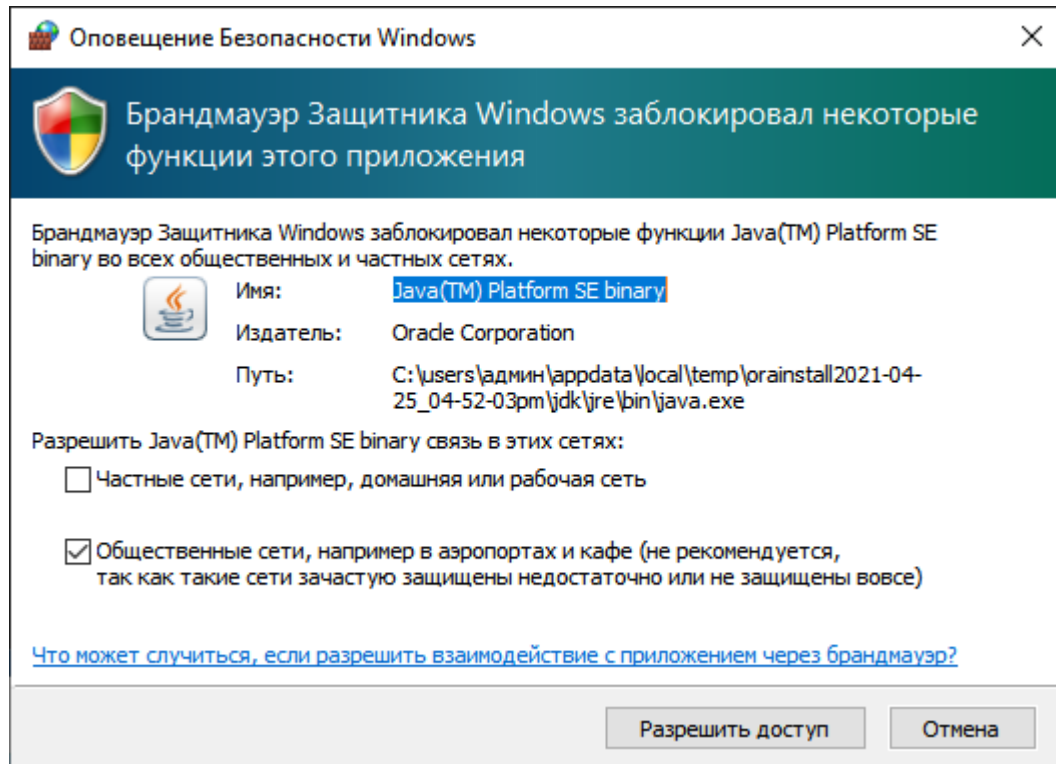 Оповещение Безопасности Windows
Брандмауэр Защитника Windows заблокировал некоторые
функции этого приложения
Брандмауэр Защитника Windows заблокировал некоторые функции Java(TM) Platform SE
binary во всех общественных и частных сетях.
Имя: Java(TM) Platform SE binary
Издатель: Oracle Corporation
Путь: C:\users\админ\appdata\local\temp\orainstall2021-04-
25_04-52-03pm\jdk\jre\bin\java.exe
Разрешить Java(TM) Platform SE binary связь в этих сетях:
Частные сети, например, домашняя или рабочая сеть
Общественные сети, например в аэропортах и кафе (не рекомендуется,
так как такие сети зачастую защищены недостаточно или не защищены вовсе)
Что может случиться, если разрешить взаимодействие с приложением через брандмауэр?
Разрешить доступ Отмена